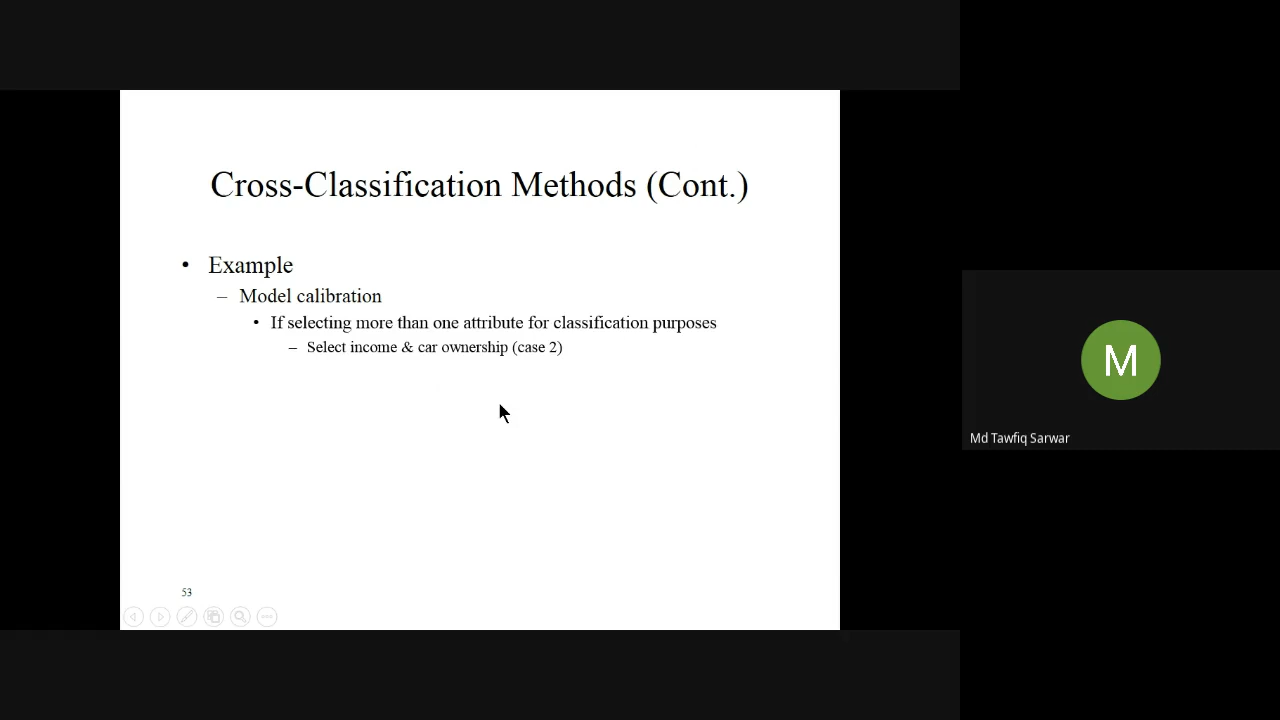 Cross-Classification Methods (Cont.)
• Example
– Model calibration
• If selecting more than one attribute for classification purposes
– Select income & car ownership (case 2)
53
M
Md Tawfiq Sarwar